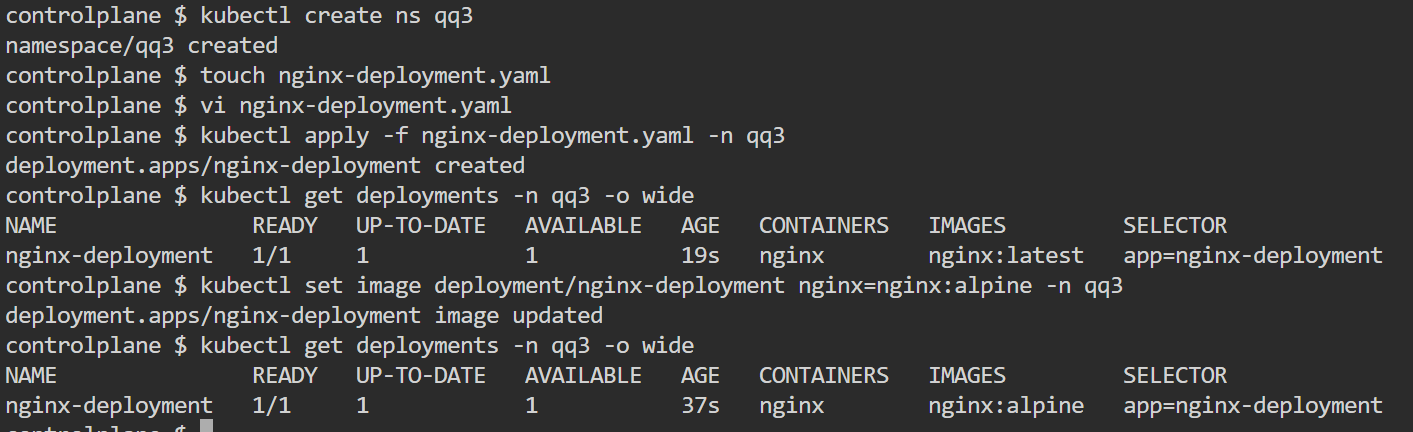 controlplane $ kubectl create ns qq3
namespace/qq3 created
controlplane $ touch nginx-deployment.yaml
controlplane $ vi nginx-deployment.yaml
controlplane $ kubectl apply -f nginx-deployment.yaml -n qq3
deployment.apps/nginx-deployment created
controlplane $ kubectl get deployments -n qq3 -o wide
NAME               READY   UP-TO-DATE   AVAILABLE   AGE   CONTAINERS   IMAGES         SELECTOR
nginx-deployment   1/1     1            1           19s   nginx        nginx:latest   app=nginx-deployment
controlplane $ kubectl set image deployment/nginx-deployment nginx=nginx:alpine -n qq3
deployment.apps/nginx-deployment image updated
controlplane $ kubectl get deployments -n qq3 -o wide
NAME               READY   UP-TO-DATE   AVAILABLE   AGE   CONTAINERS   IMAGES         SELECTOR
nginx-deployment   1/1     1            1           37s   nginx        nginx:alpine   app=nginx-deployment
controlplane $